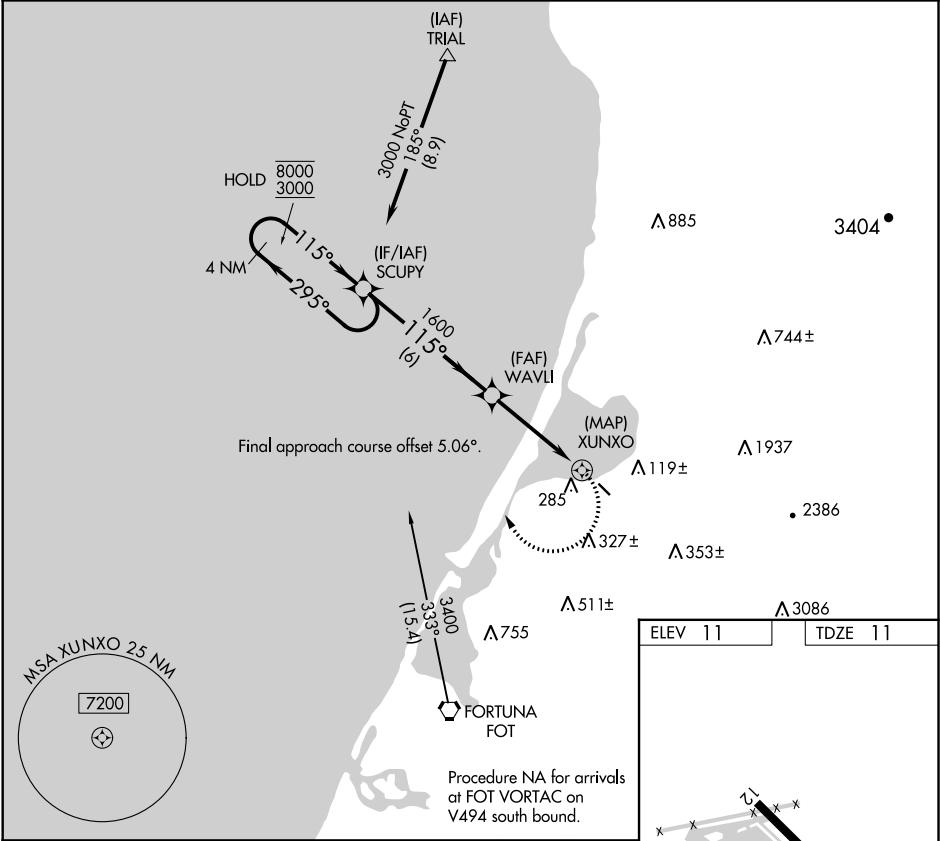 (IAF)
TRIAL
3000 NoPT
185°
(8.9)
HOLD 8000
3000
4 NM
115°
295°
(IF/IAF)
SCUPY
1600
115°
(6)
(FAF)
WAVLI
(MAP)
XUNXO
Final approach course offset 5.06°.
885
3404
744±
1937
119±
285
2386
327±
353±
511±
3086
755
3400
333°
(15.4)
FORTUNA
FOT
Procedure NA for arrivals
at FOT VORTAC on
V494 south bound.
MSA XUNXO 25 NM
7200
ELEV 11
TDZE 11
12